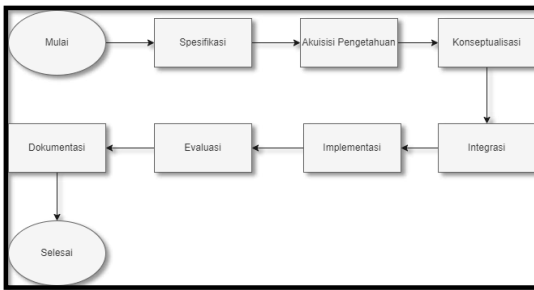 Mulai
Spesifikasi
Akuisisi Pengetahuan
Konseptualisasi
Integrasi
Implementasi
Evaluasi
Dokumentasi
Selesai